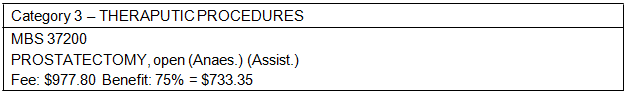 Category 3 – THERAPUTIC PROCEDURES
MBS 37200
PROSTATECTOMY, open (Anaes.) (Assist.)
Fee: $977.80 Benefit: 75% = $733.35